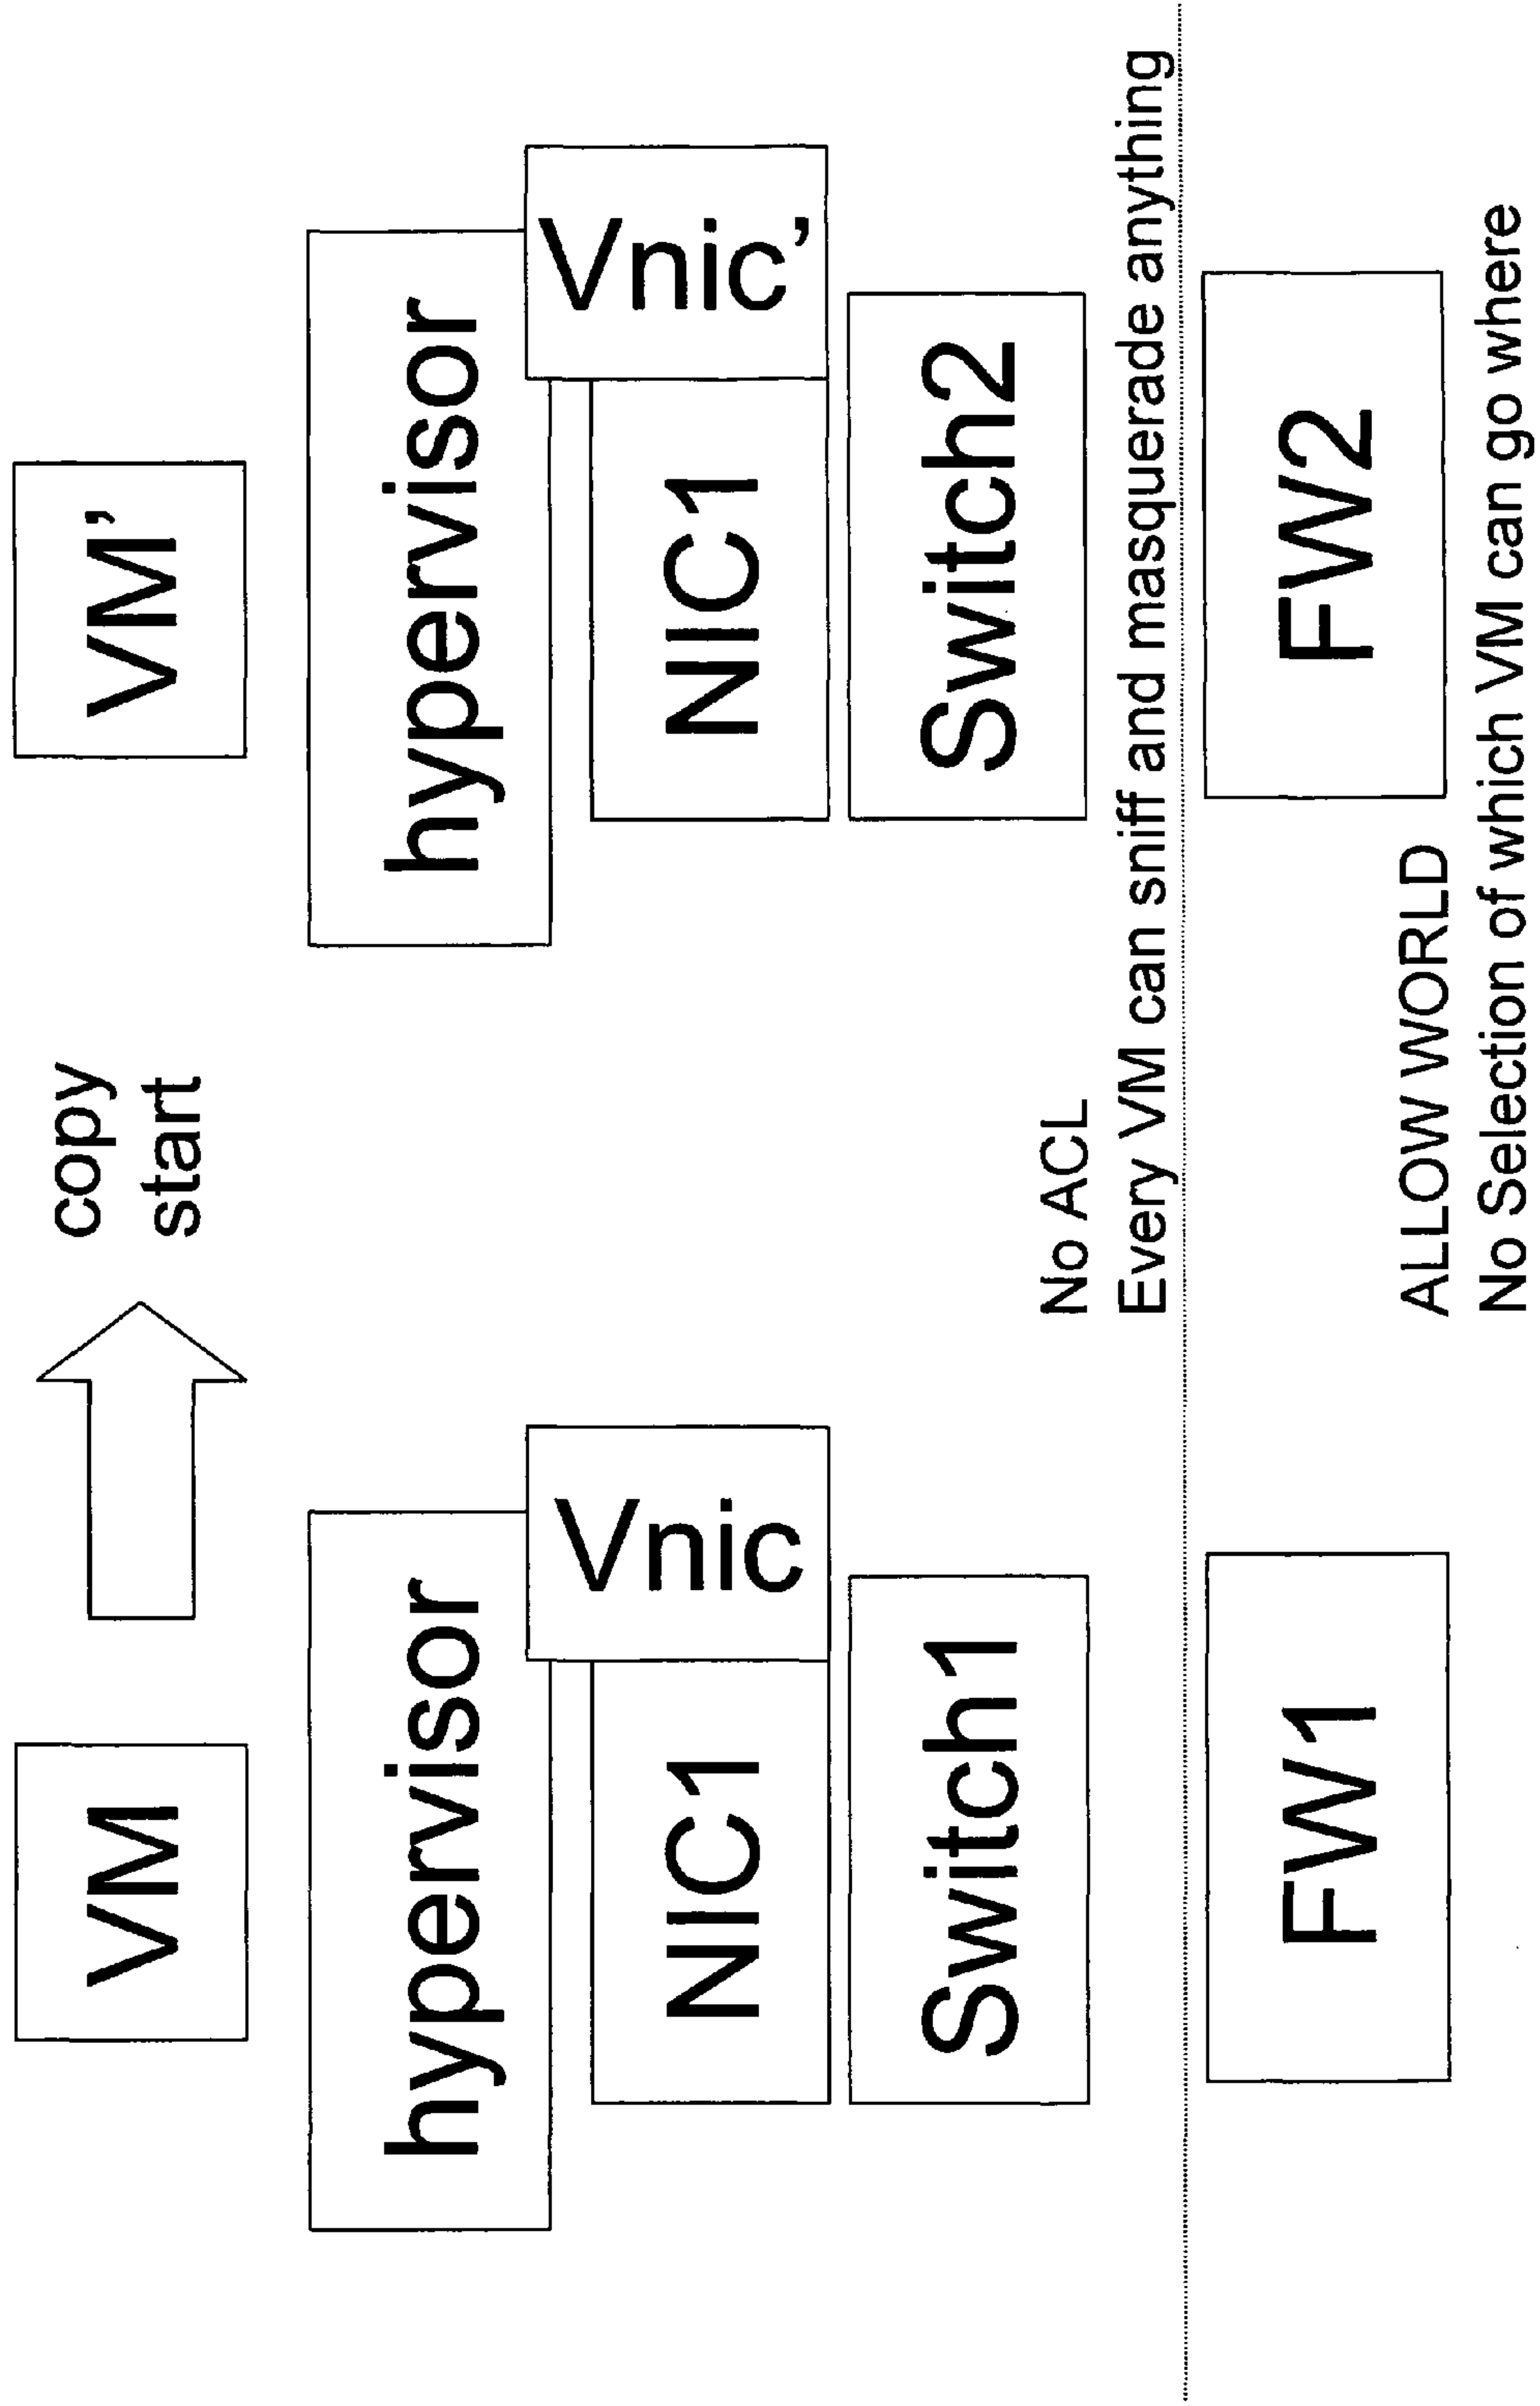 VM
copy
start
VM’
hypervisor
hypervisor
NIC1
Vnic
NIC1
Vnic’
Switch1
Switch2
No ACL
Every VM can sniff and masquerade anything
FW1
FW2
ALLOW WORLD
No Selection of which VM can go where